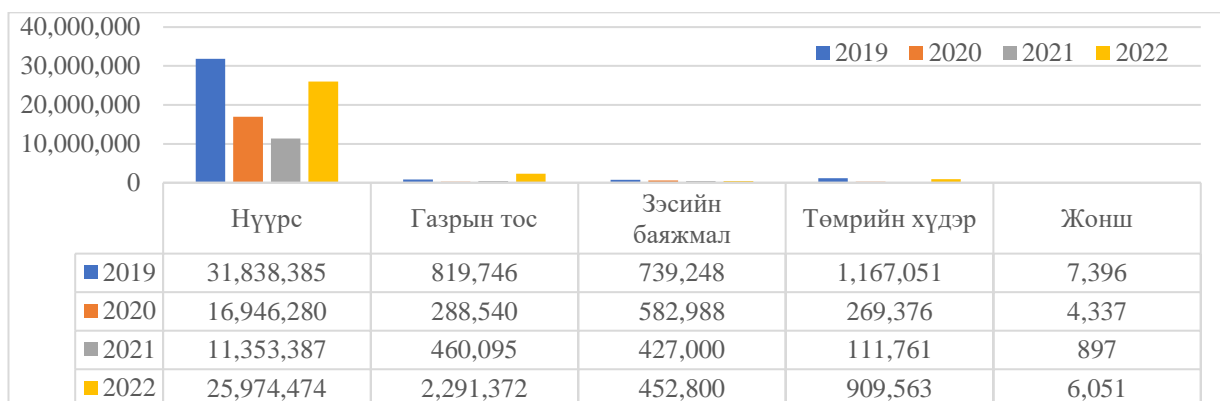 40,000,000
2019 2020 2021 2022
30,000,000
20,000,000
10,000,000
0
Нүүрс Газрын тос Зэсийн баяжмал Төмрийн хүдэр Жонш
2019 31,838,385 819,746 739,248 1,167,051 7,396
2020 16,946,280 288,540 582,988 269,376 4,337
2021 11,353,387 460,095 427,000 111,761 897
2022 25,974,474 2,291,372 452,800 909,563 6,051